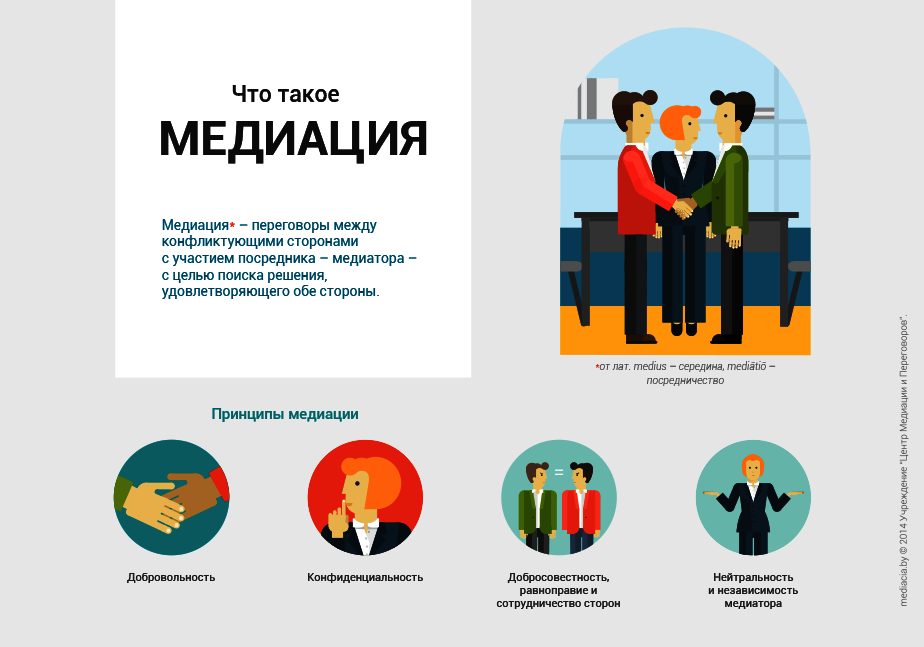 Что такое
МЕДИАЦИЯ
Медиация* – переговоры между
конфликтующими сторонами
с участием посредника – медиатора –
с целью поиска решения,
удовлетворяющего обе стороны.
*от лат. medius – середина, mediātiō –
посредничество
Принципы медиации
=
Добровольность
Конфиденциальность
Добросовестность,
равноправие и
сотрудничество сторон
Нейтральность
и независимость
медиатора
mediacia.by © 2014 Учреждение "Центр Медиации и Переговоров".